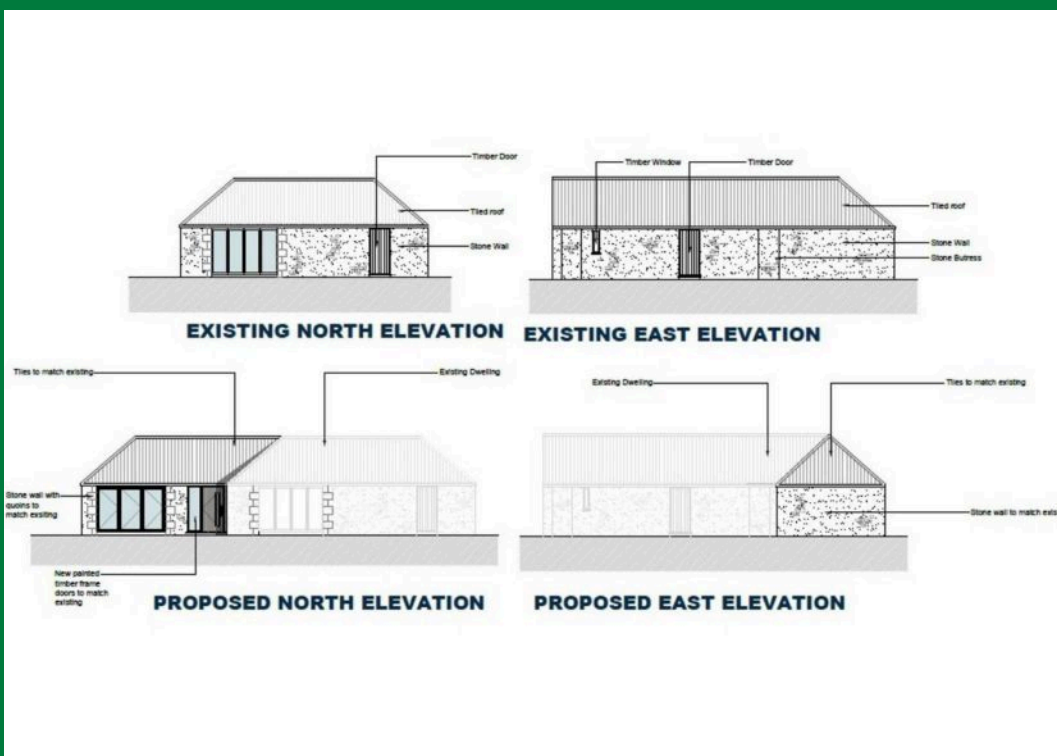 Timber Door
Tiled roof
Stone Wall
EXISTING NORTH ELEVATION
Timber Window
Timber Door
Tiled roof
Stone Wall
Stone Butress
EXISTING EAST ELEVATION
Tiles to match existing
Existing Dwelling
Stone wall with
quoins to
match exsiting
New painted
timber frame
doors to match
existing
PROPOSED NORTH ELEVATION
Existing Dwelling
Tiles to match existing
Stone wall to match exis
PROPOSED EAST ELEVATION